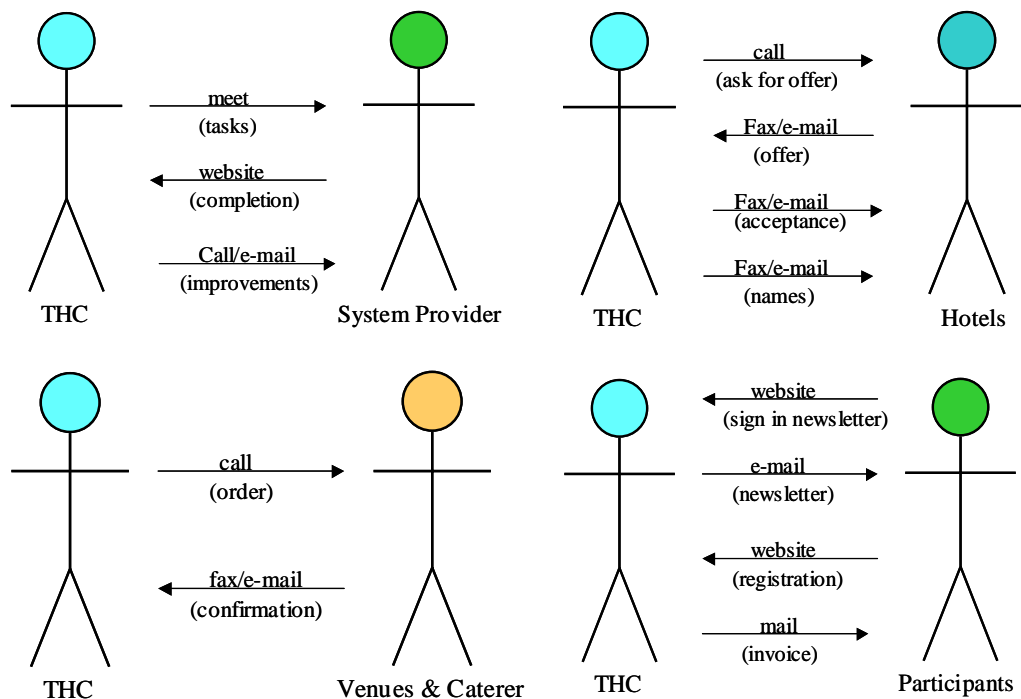 meet
(tasks)
website
(completion)
Call/e-mail
(improvements)
THC
System Provider
call
(ask for offer)
Fax/e-mail
(offer)
Fax/e-mail
(acceptance)
Fax/e-mail
(names)
THC
Hotels
call
(order)
fax/e-mail
(confirmation)
THC
Venues & Caterer
website
(sign in newsletter)
e-mail
(newsletter)
website
(registration)
mail
(invoice)
THC
Participants